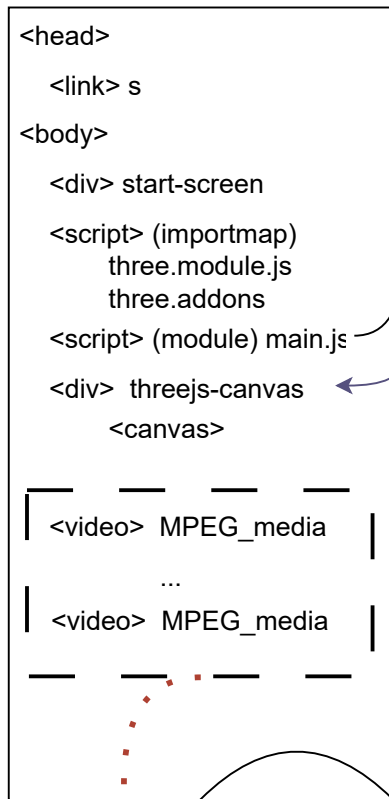 <head>
<link> s
<body>
<div> start-screen
<script> (importmap)
three.module.js
three.addons
<script> (module) main.js
<div> threejs-canvas
<canvas>
<video> MPEG_media
...
<video> MPEG_media